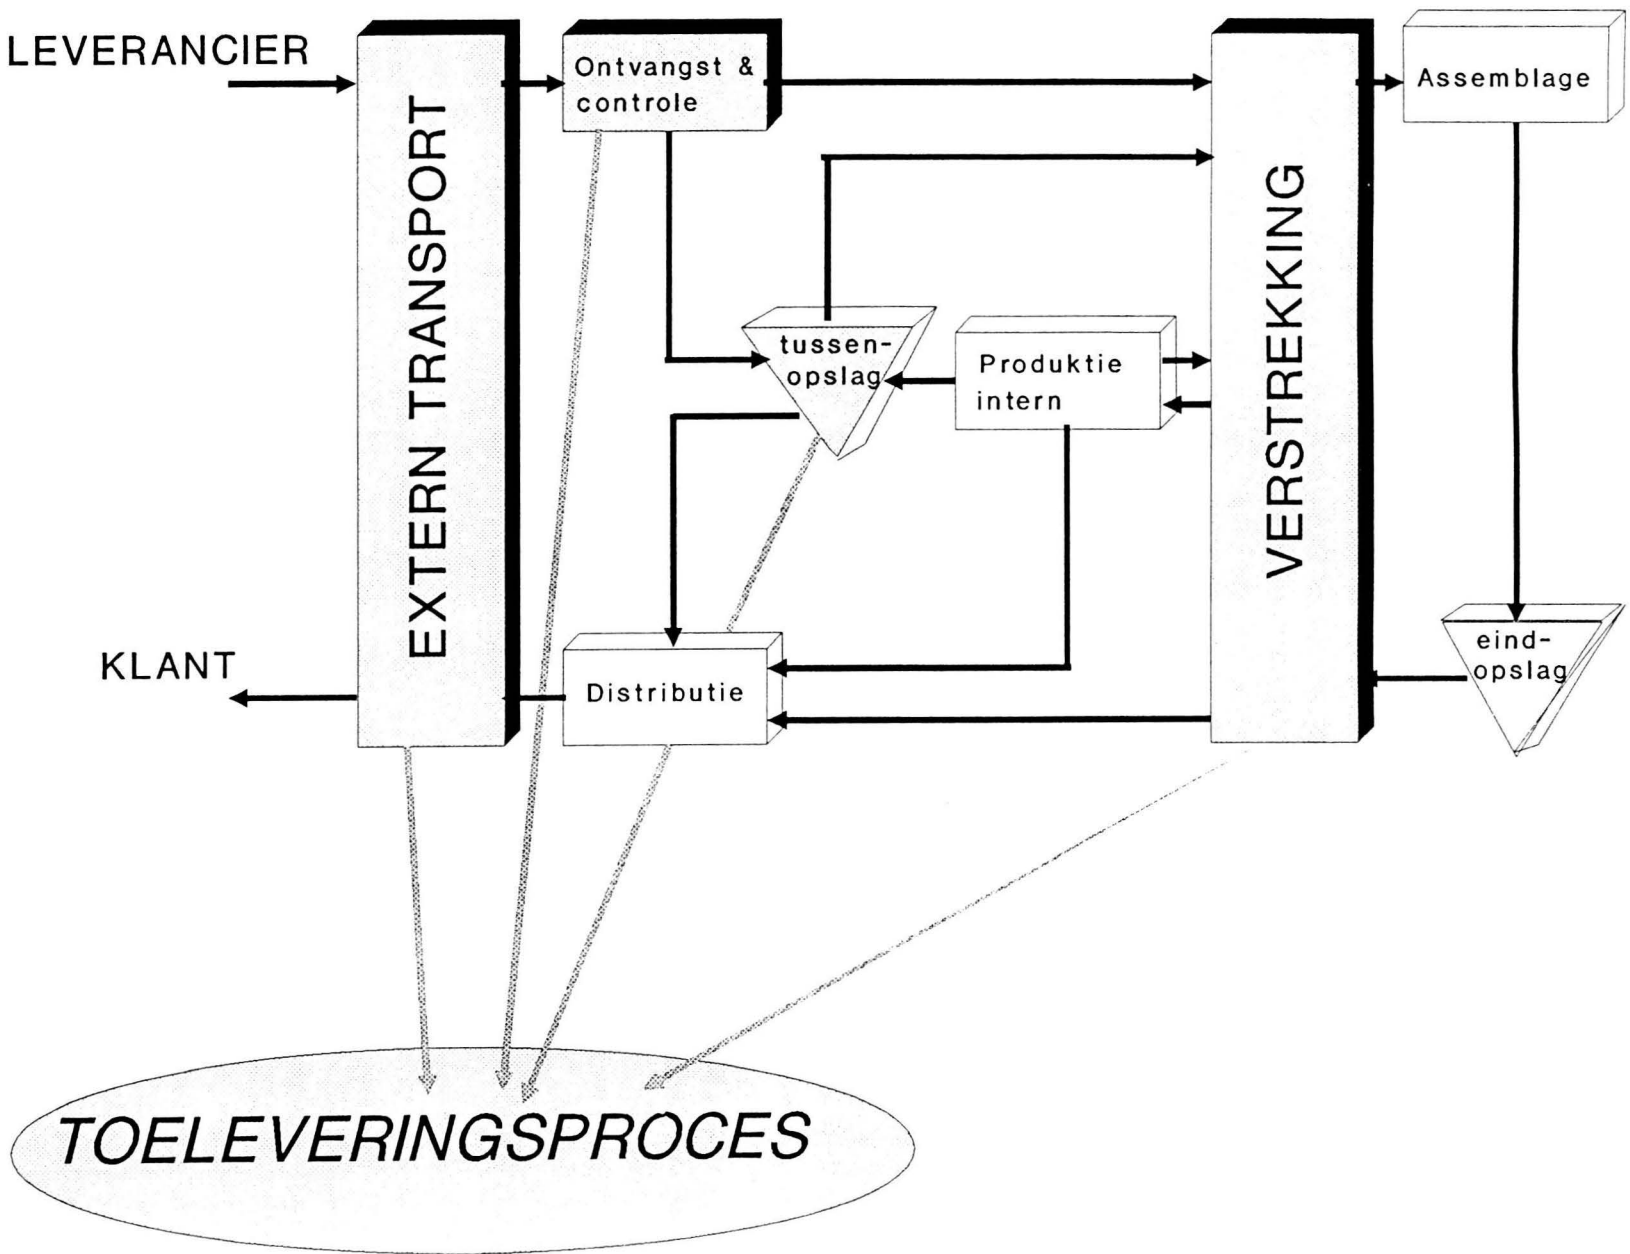 LEVERANCIER
EXTERN TRANSPORT
Ontvangst &
controle
VERSTREKKING
Assemblage
tussen-
opslag
Produktie
intern
KLANT
Distributie
eind-
opslag
TOELEVERINGSPROCES